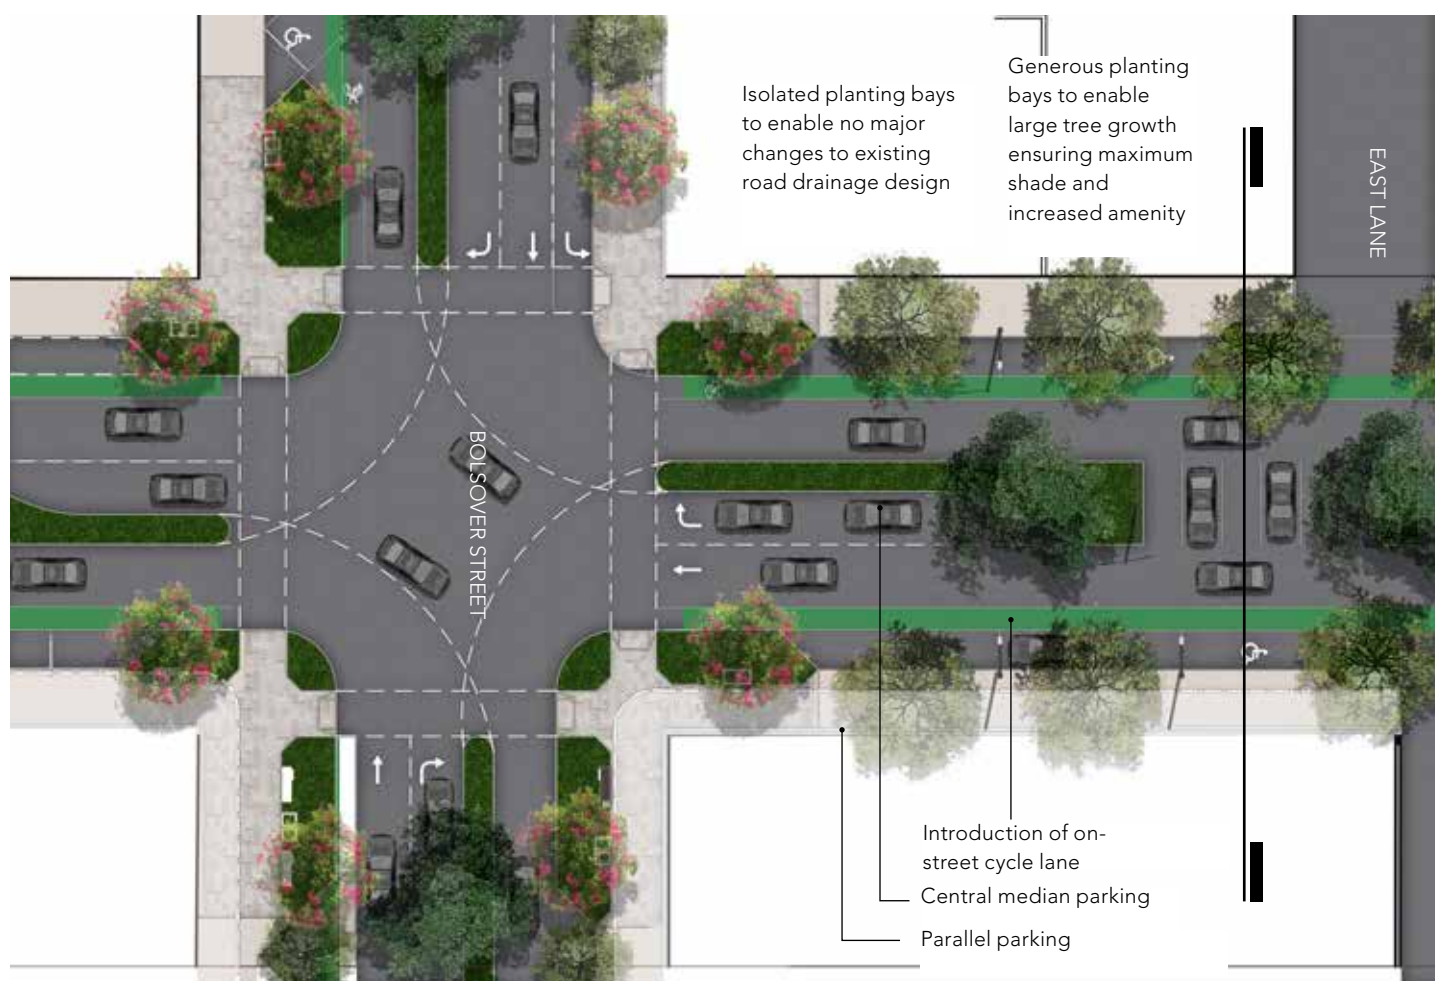 Isolated planting bays
to enable no major
changes to existing
road drainage design
Generous planting
bays to enable
large tree growth
ensuring maximum
shade and
increased amenity
EAST LANE
BOLSOVER STREET
Introduction of on-
street cycle lane
Central median parking
Parallel parking